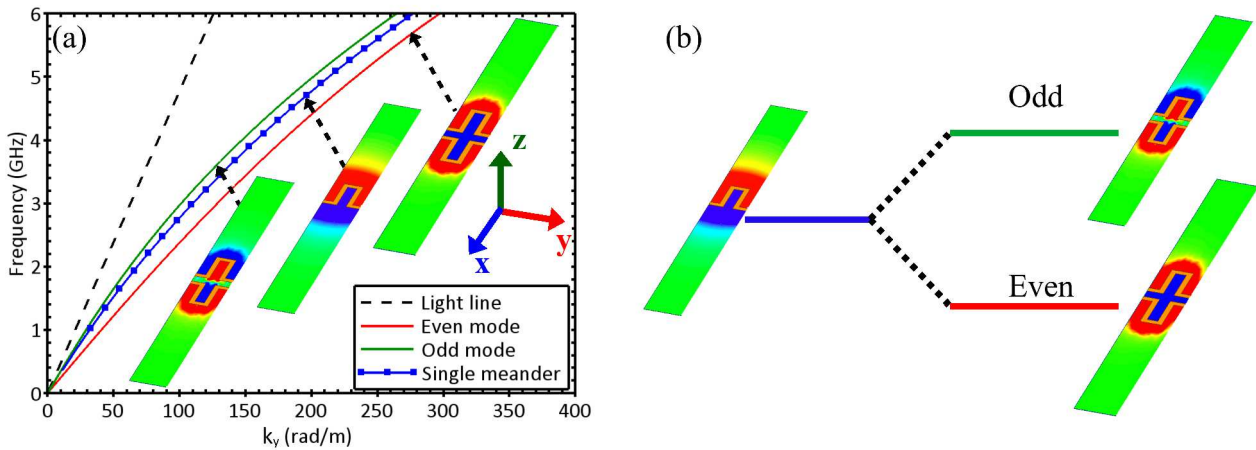 (a)
Frequency (GHz)
6
5
4
3
2
1
0
0 50 100 150 200 250 300 350 400
k_y (rad/m)
z
y
x
Light line
Even mode
Odd mode
Single meander
(b)
Odd
Even